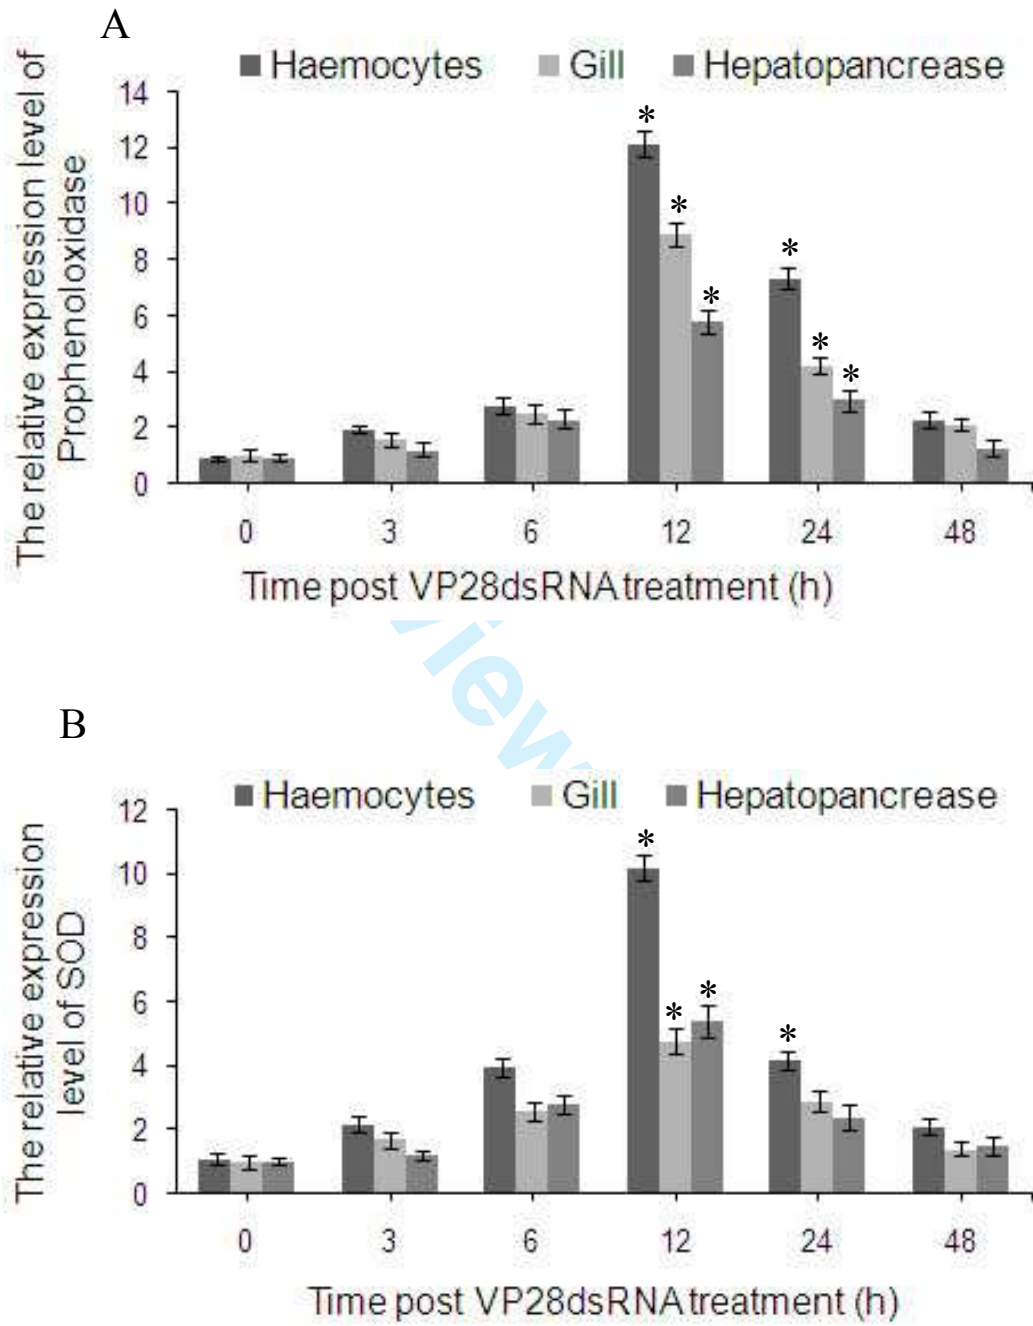 A
Haemocytes Gill Hepatopancrease
The relative expression level of
Prophenoloxidase
14
12
10
8
6
4
2
0
* * *
* * *
0 3 6 12 24 48
Time post VP28dsRNA treatment (h)
view
B
Haemocytes Gill Hepatopancrease
The relative expression
level of SOD
12
10
8
6
4
2
0
* * *
*
0 3 6 12 24 48
Time post VP28dsRNA treatment (h)